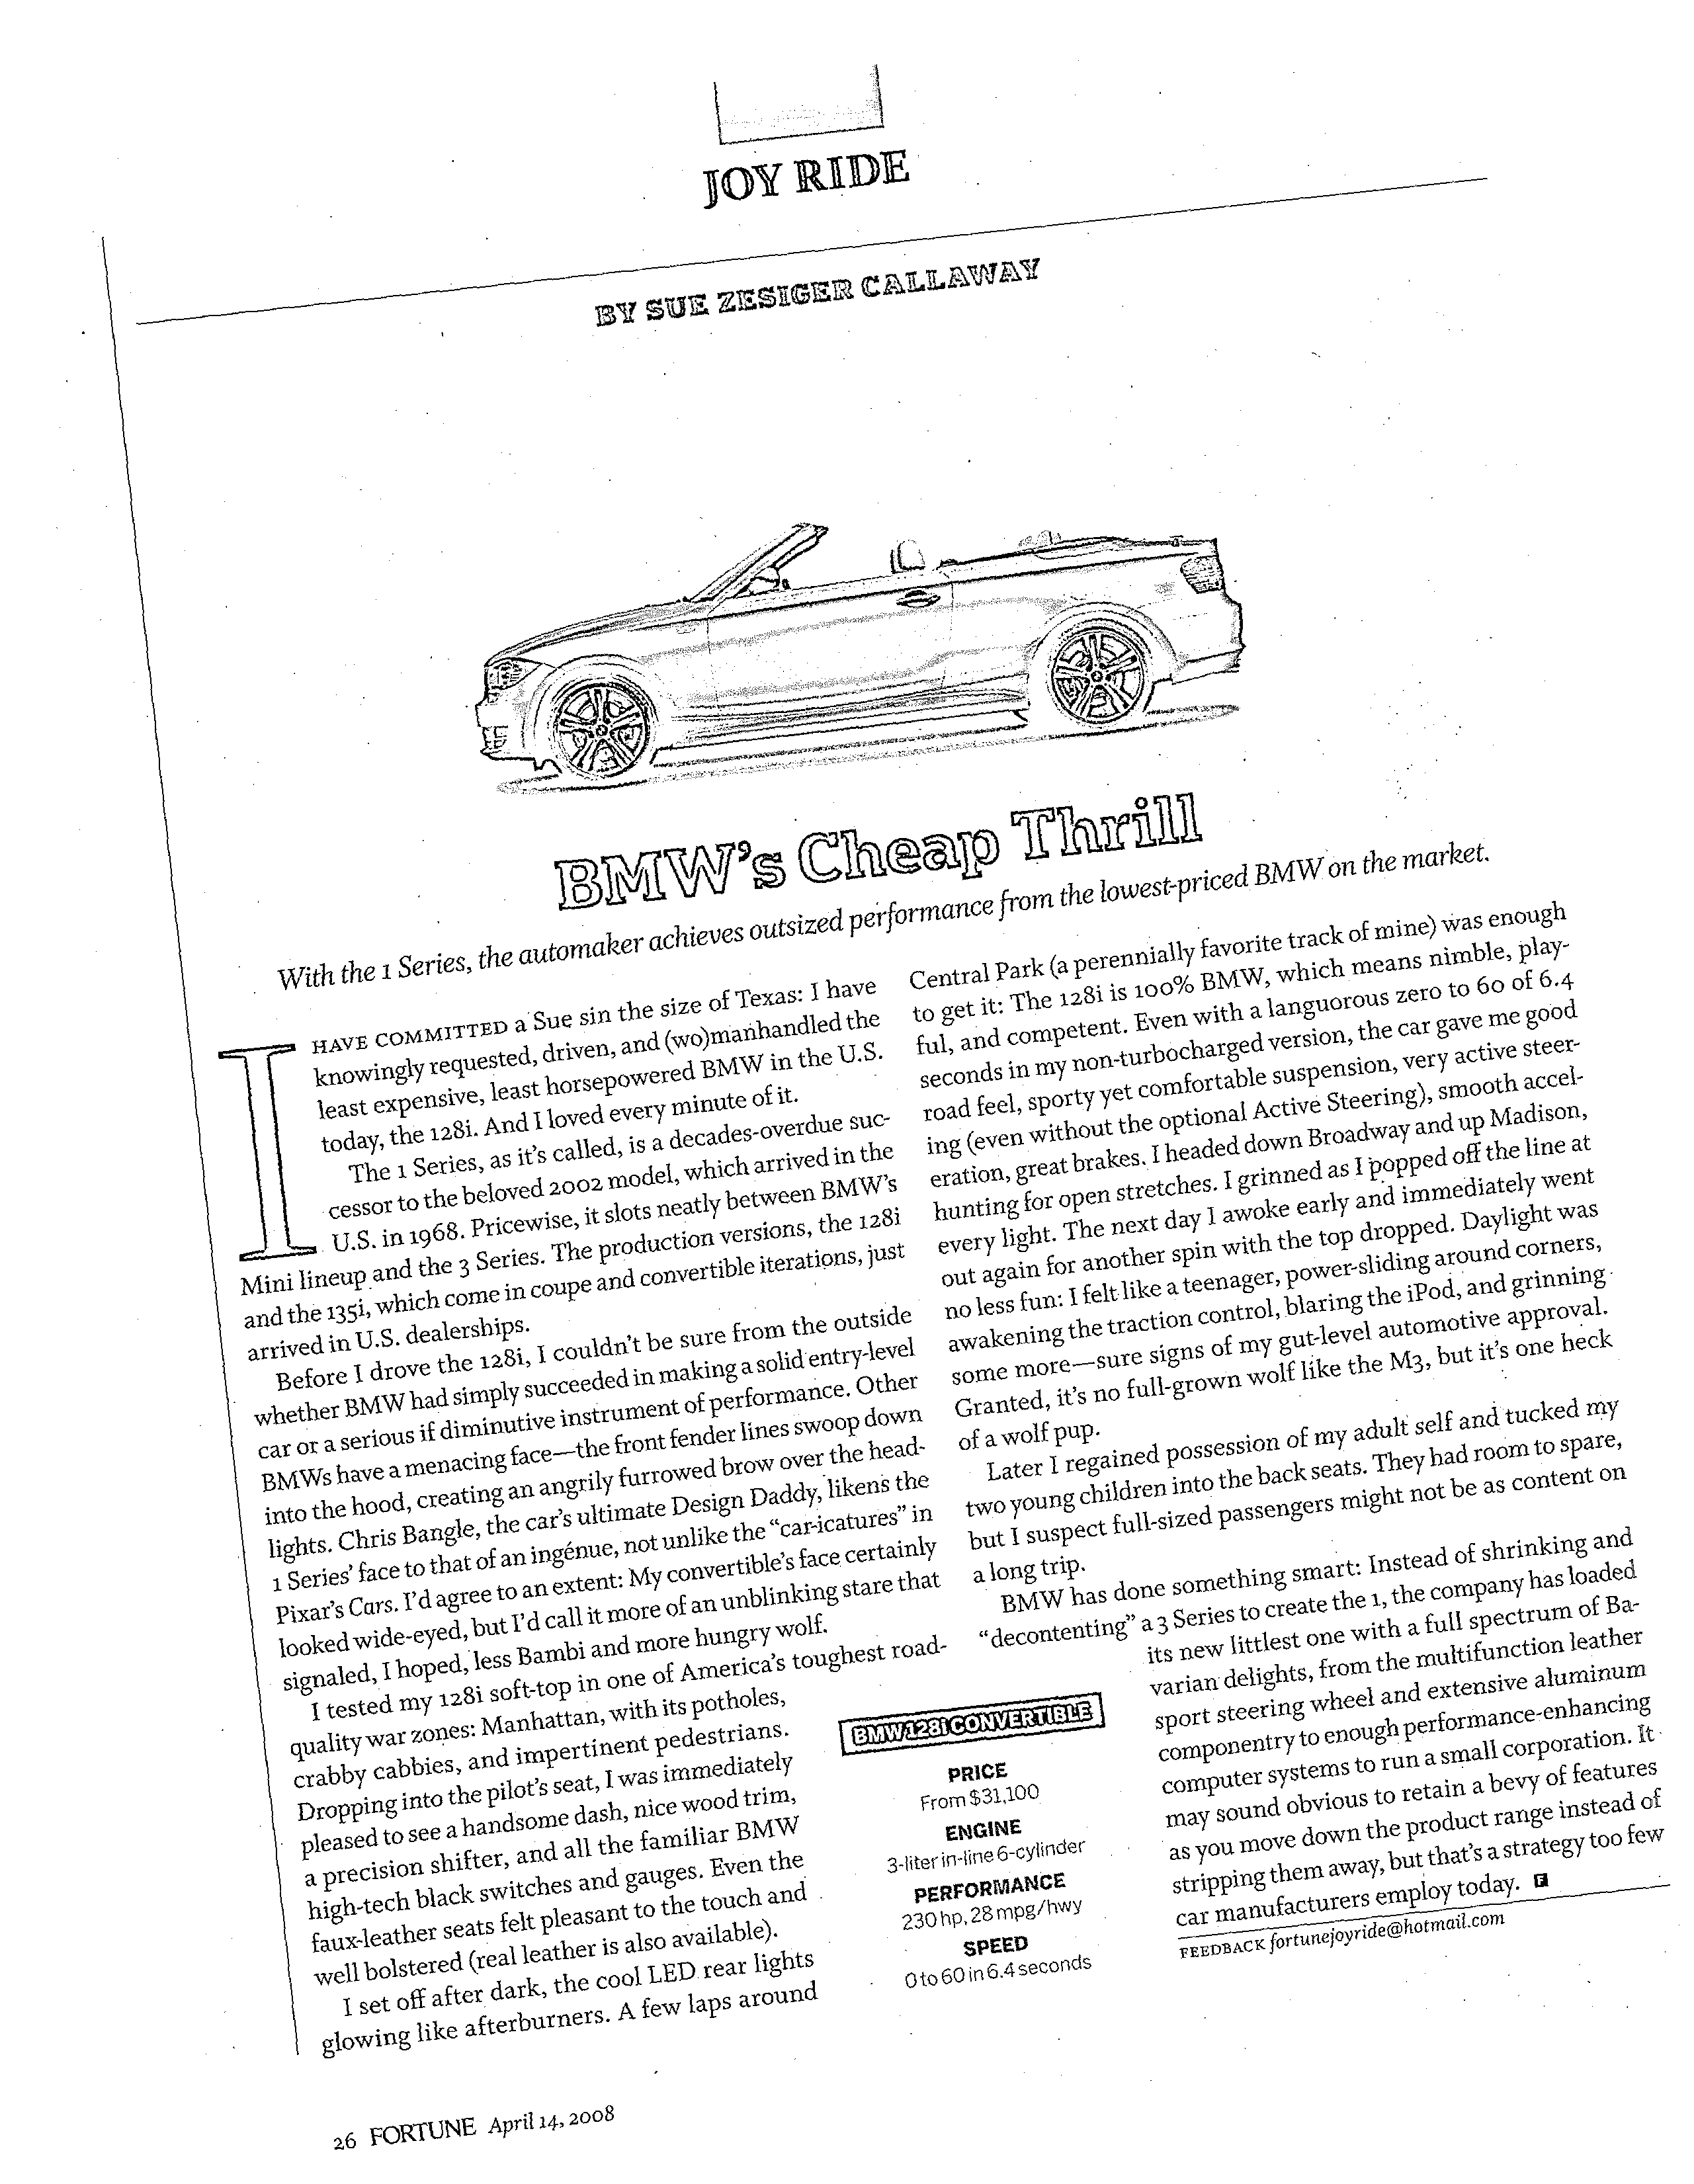 JOY RIDE
BY SUE ZESIGER CALLAWAY
BMW's Cheap Thrill
With the 1 Series, the automaker achieves outsized performance from the lowest-priced BMW on the market.
I HAVE COMMITTED a Sue sin the size of Texas: I have
knowingly requested, driven, and (wo)manhandled the
least expensive, least horsepowered BMW in the U.S.
today, the 128i. And I loved every minute of it.
The 1 Series, as it's called, is a decades-overdue suc-
cessor to the beloved 2002 model, which arrived in the
U.S. in 1968. Pricewise, it slots neatly between BMW's
Mini lineup and the 3 Series. The production versions, the 128i
and the 135i, which come in coupe and convertible iterations, just
arrived in U.S. dealerships.
Before I drove the 128i, I couldn't be sure from the outside
whether BMW had simply succeeded in making a solid entry-level
car or a serious if diminutive instrument of performance. Other
BMWs have a menacing face—the front fender lines swoop down
into the hood, creating an angrily furrowed brow over the head-
lights. Chris Bangle, the car's ultimate Design Daddy, likens the
1 Series' face to that of an ingénue, not unlike the "car-icatures" in
Pixar's Cars. I'd agree to an extent: My convertible's face certainly
looked wide-eyed, but I'd call it more of an unblinking stare that
signaled, I hoped, less Bambi and more hungry wolf.
I tested my 128i soft-top in one of America's toughest road-
quality war zones: Manhattan, with its potholes,
crabby cabbies, and impertinent pedestrians.
Dropping into the pilot's seat, I was immediately
pleased to see a handsome dash, nice wood trim,
a precision shifter, and all the familiar BMW
high-tech black switches and gauges. Even the
faux-leather seats felt pleasant to the touch and
well bolstered (real leather is also available).
I set off after dark, the cool LED rear lights
glowing like afterburners. A few laps around
Central Park (a perennially favorite track of mine) was enough
to get it: The 128i is 100% BMW, which means nimble, play-
ful, and competent. Even with a languorous zero to 60 of 6.4
seconds in my non-turbocharged version, the car gave me good
road feel, sporty yet comfortable suspension, very active steer-
ing (even without the optional Active Steering), smooth accel-
eration, great brakes. I headed down Broadway and up Madison,
hunting for open stretches. I grinned as I popped off the line at
every light. The next day I awoke early and immediately went
out again for another spin with the top dropped. Daylight was
no less fun: I felt like a teenager, power-sliding around corners,
awakening the traction control, blaring the iPod, and grinning
some more—sure signs of my gut-level automotive approval.
Granted, it's no full-grown wolf like the M3, but it's one heck
of a wolf pup.
Later I regained possession of my adult self and tucked my
two young children into the back seats. They had room to spare,
but I suspect full-sized passengers might not be as content on
a long trip.
BMW has done something smart: Instead of shrinking and
"decontenting" a 3 Series to create the 1, the company has loaded
its new littlest one with a full spectrum of Ba-
varian delights, from the multifunction leather
sport steering wheel and extensive aluminum
componentry to enough performance-enhancing
computer systems to run a small corporation. It
may sound obvious to retain a bevy of features
as you move down the product range instead of
stripping them away, but that's a strategy too few
car manufacturers employ today. F
FEEDBACK fortunejoyride@hotmail.com
BMW 128i CONVERTIBLE
PRICE
From $31,100
ENGINE
3-liter in-line 6-cylinder
PERFORMANCE
230 hp, 28 mpg/hwy
SPEED
0 to 60 in 6.4 seconds
26 FORTUNE April 14, 2008